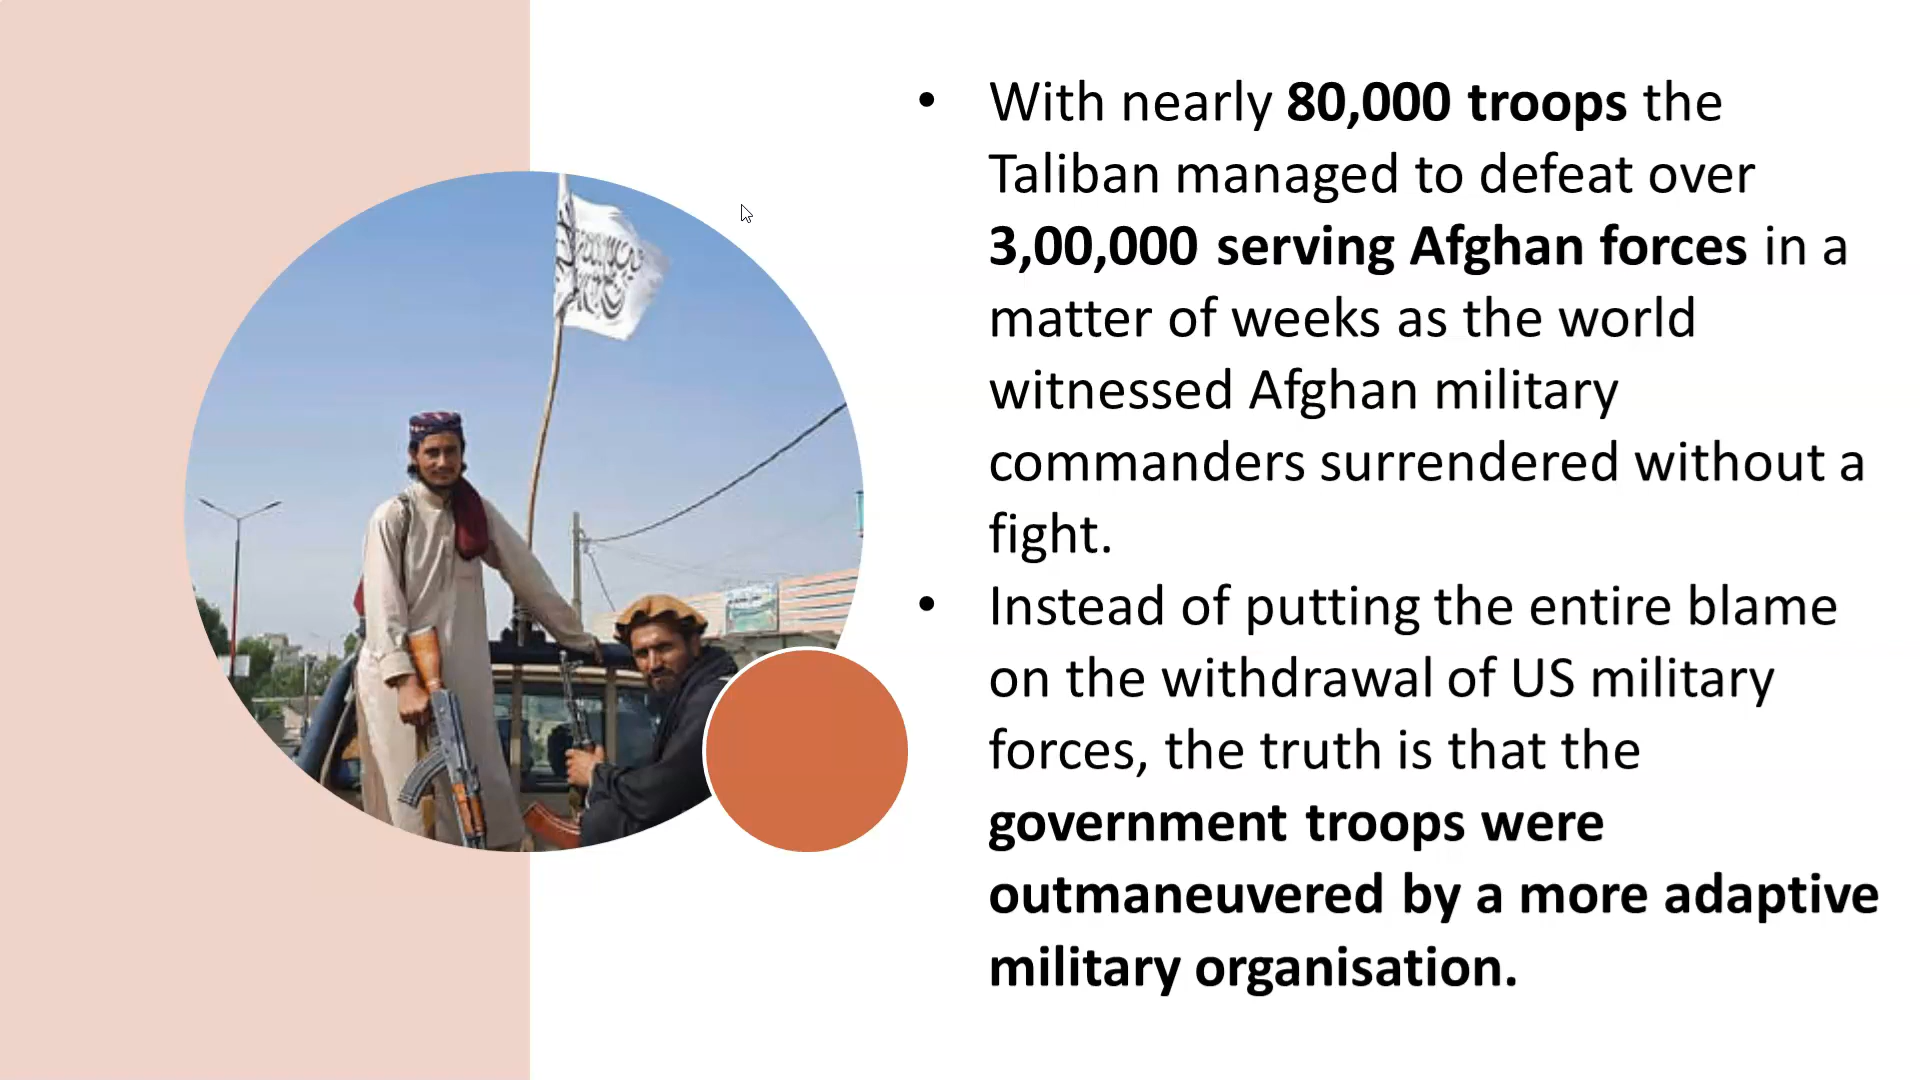 • With nearly 80,000 troops the
Taliban managed to defeat over
3,00,000 serving Afghan forces in a
matter of weeks as the world
witnessed Afghan military
commanders surrendered without a
fight.
• Instead of putting the entire blame
on the withdrawal of US military
forces, the truth is that the
government troops were
outmaneuvered by a more adaptive
military organisation.